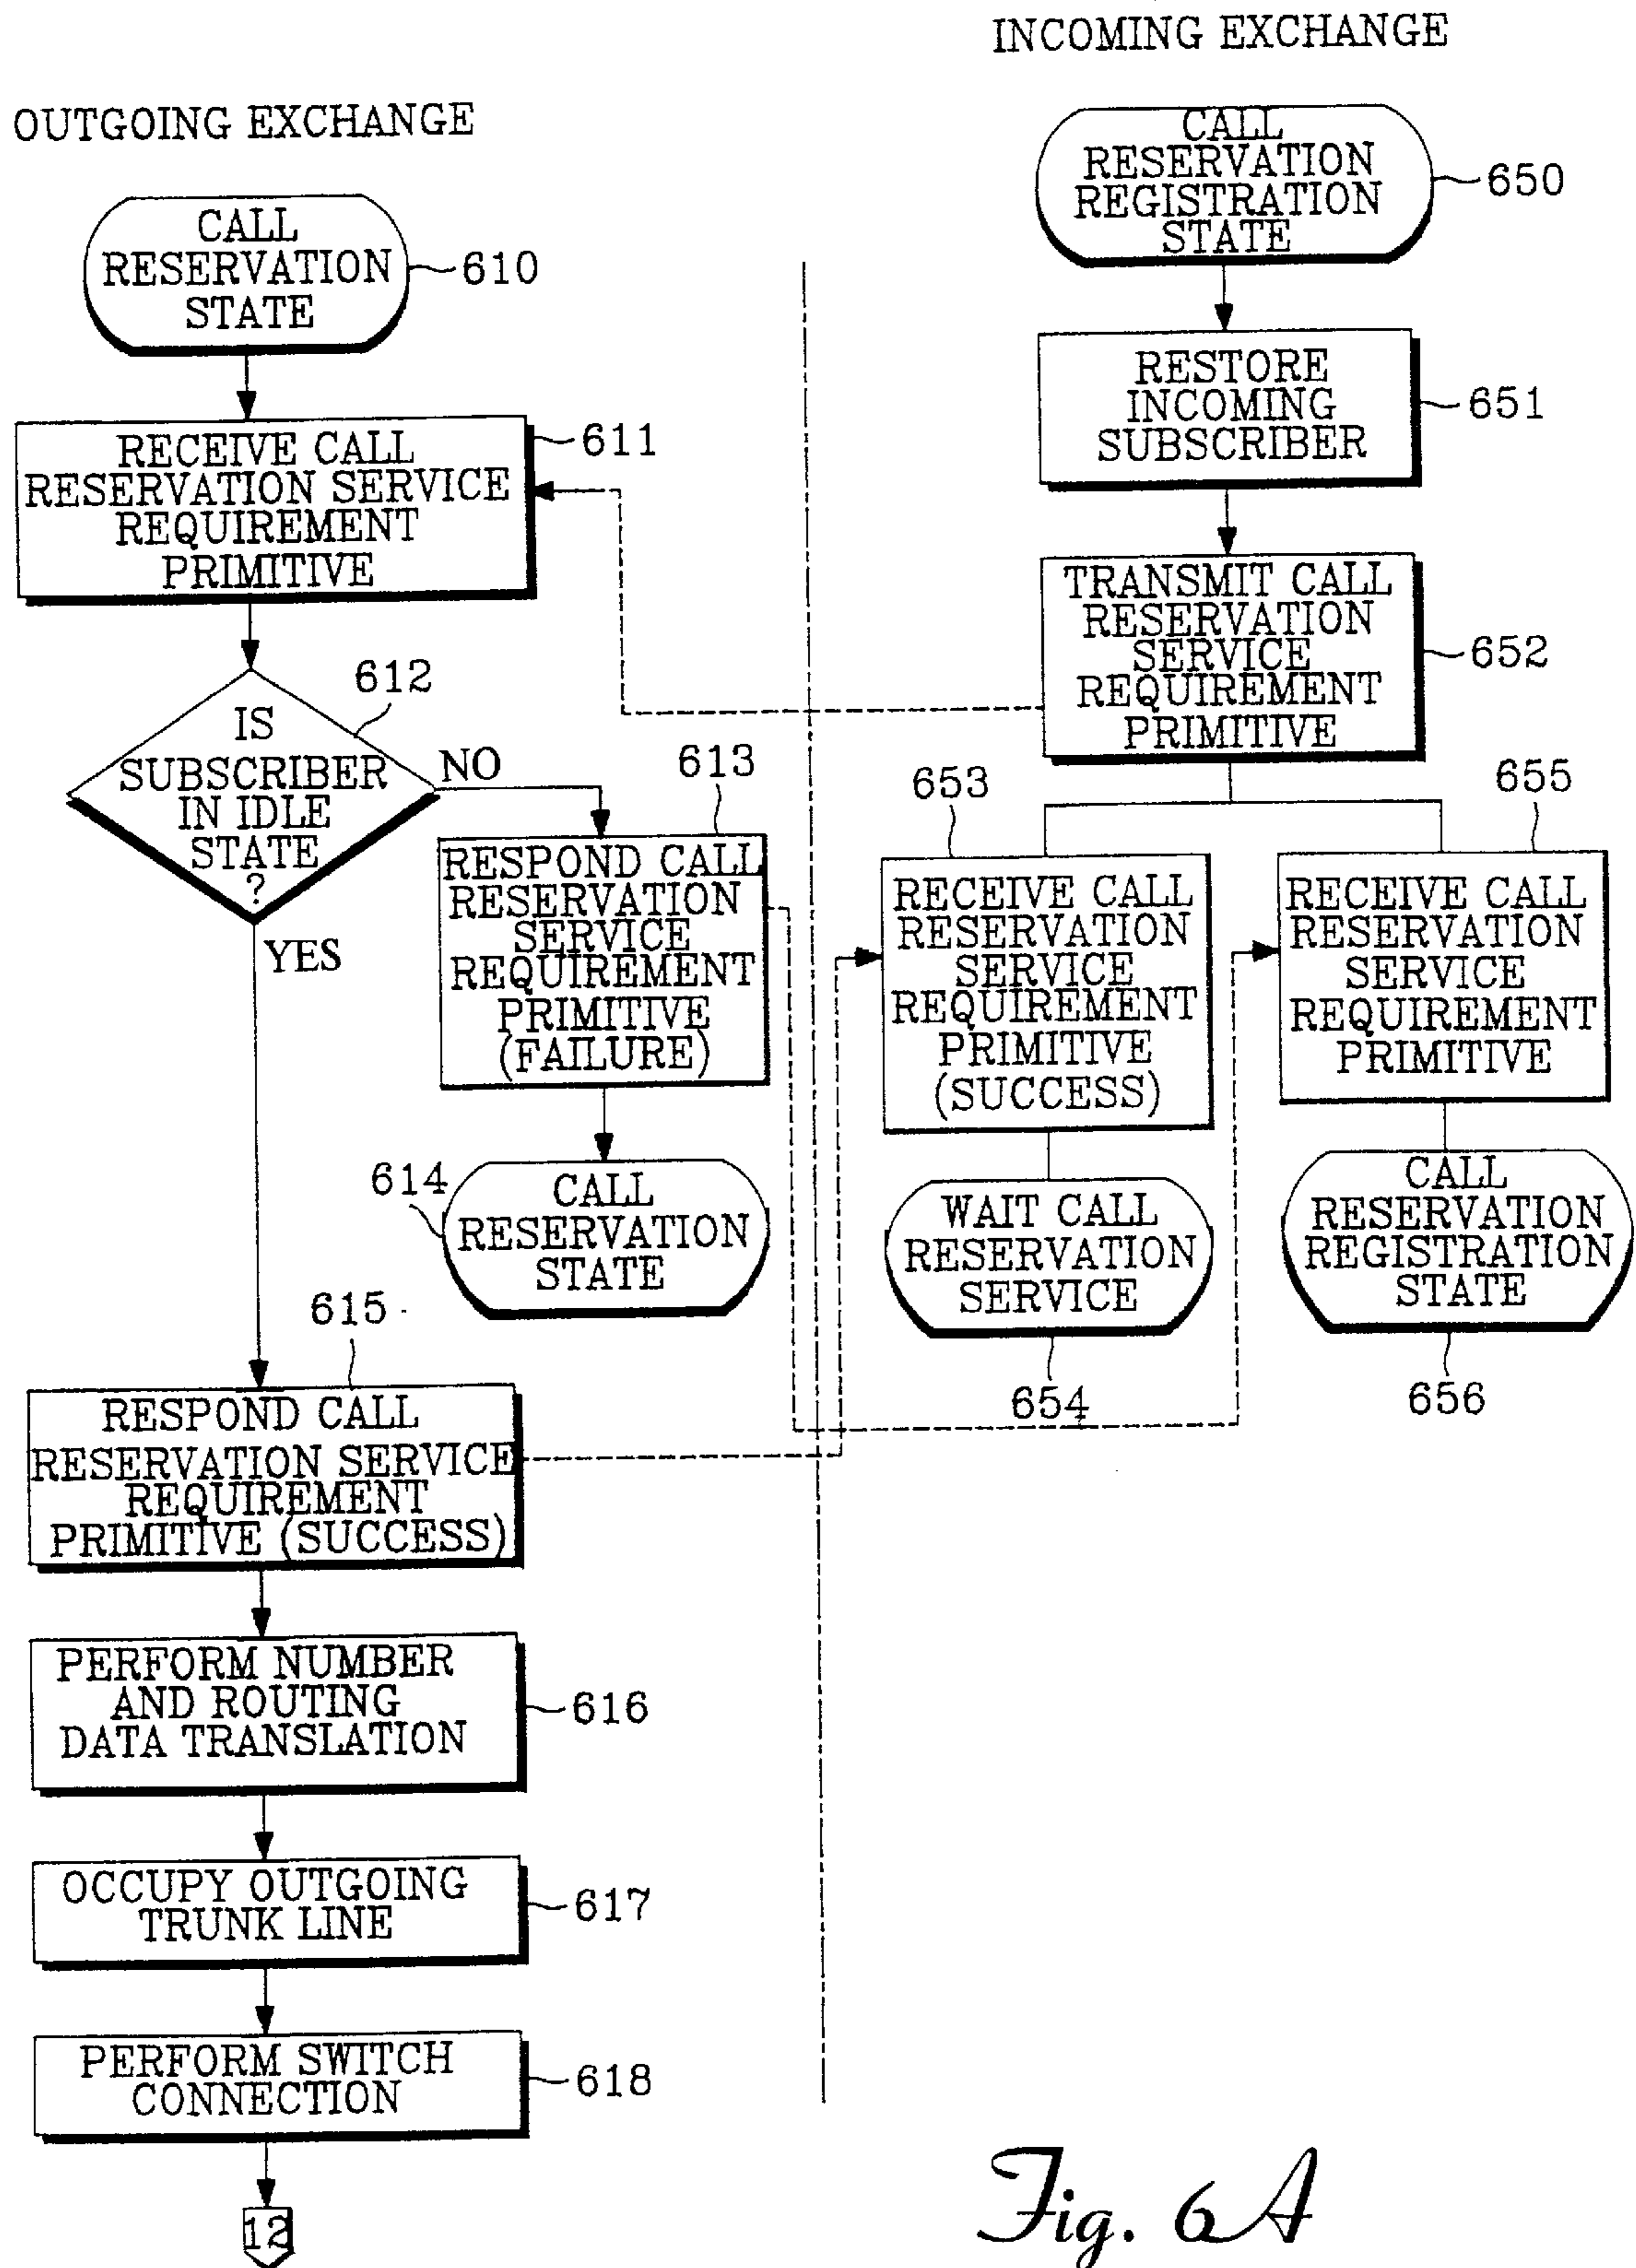 INCOMING EXCHANGE
OUTGOING EXCHANGE
CALL
RESERVATION
STATE
610
RECEIVE CALL
RESERVATION SERVICE
REQUIREMENT
PRIMITIVE
611
IS
SUBSCRIBER
IN IDLE
STATE
?
612
NO
YES
RESPOND CALL
RESERVATION
SERVICE
REQUIREMENT
PRIMITIVE
(FAILURE)
613
CALL
RESERVATION
STATE
614
RESPOND CALL
RESERVATION SERVICE
REQUIREMENT
PRIMITIVE (SUCCESS)
615
PERFORM NUMBER
AND ROUTING
DATA TRANSLATION
616
OCCUPY OUTGOING
TRUNK LINE
617
PERFORM SWITCH
CONNECTION
618
12
CALL
RESERVATION
REGISTRATION
STATE
650
RESTORE
INCOMING
SUBSCRIBER
651
TRANSMIT CALL
RESERVATION
SERVICE
REQUIREMENT
PRIMITIVE
652
RECEIVE CALL
RESERVATION
SERVICE
REQUIREMENT
PRIMITIVE
(SUCCESS)
653
WAIT CALL
RESERVATION
SERVICE
654
RECEIVE CALL
RESERVATION
SERVICE
REQUIREMENT
PRIMITIVE
655
CALL
RESERVATION
REGISTRATION
STATE
656
Fig. 6A